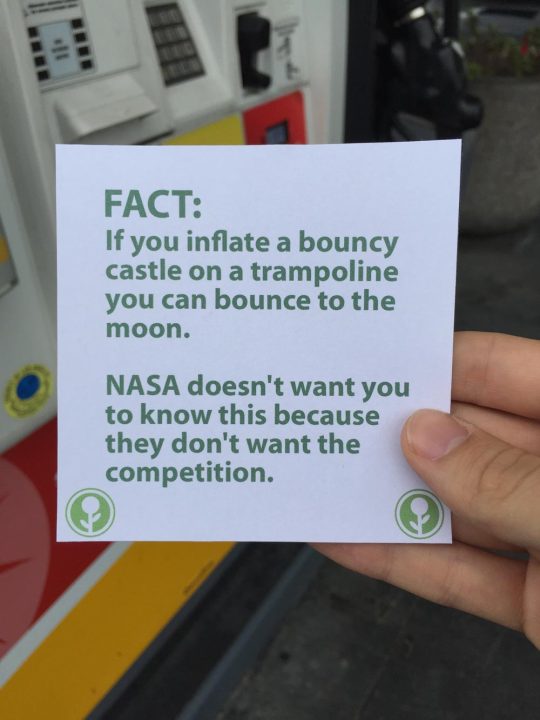 FACT:
If you inflate a bouncy
castle on a trampoline
you can bounce to the
moon.
NASA doesn't want you
to know this because
they don't want the
competition.